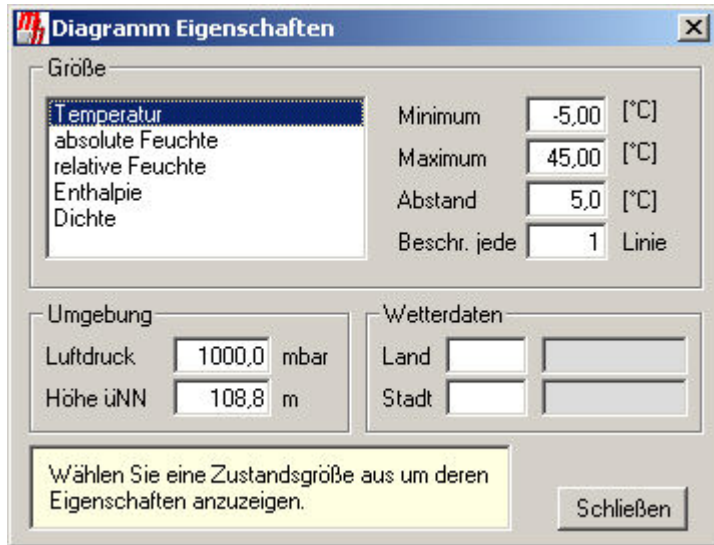 Diagramm Eigenschaften
Größe
Temperatur
absolute Feuchte
relative Feuchte
Enthalpie
Dichte
Minimum -5,00 [°C]
Maximum 45,00 [°C]
Abstand 5,0 [°C]
Beschr. jede 1 Linie
Umgebung
Luftdruck 1000,0 mbar
Höhe üNN 108,8 m
Wetterdaten
Land
Stadt
Wählen Sie eine Zustandsgröße aus um deren
Eigenschaften anzuzeigen.
Schließen